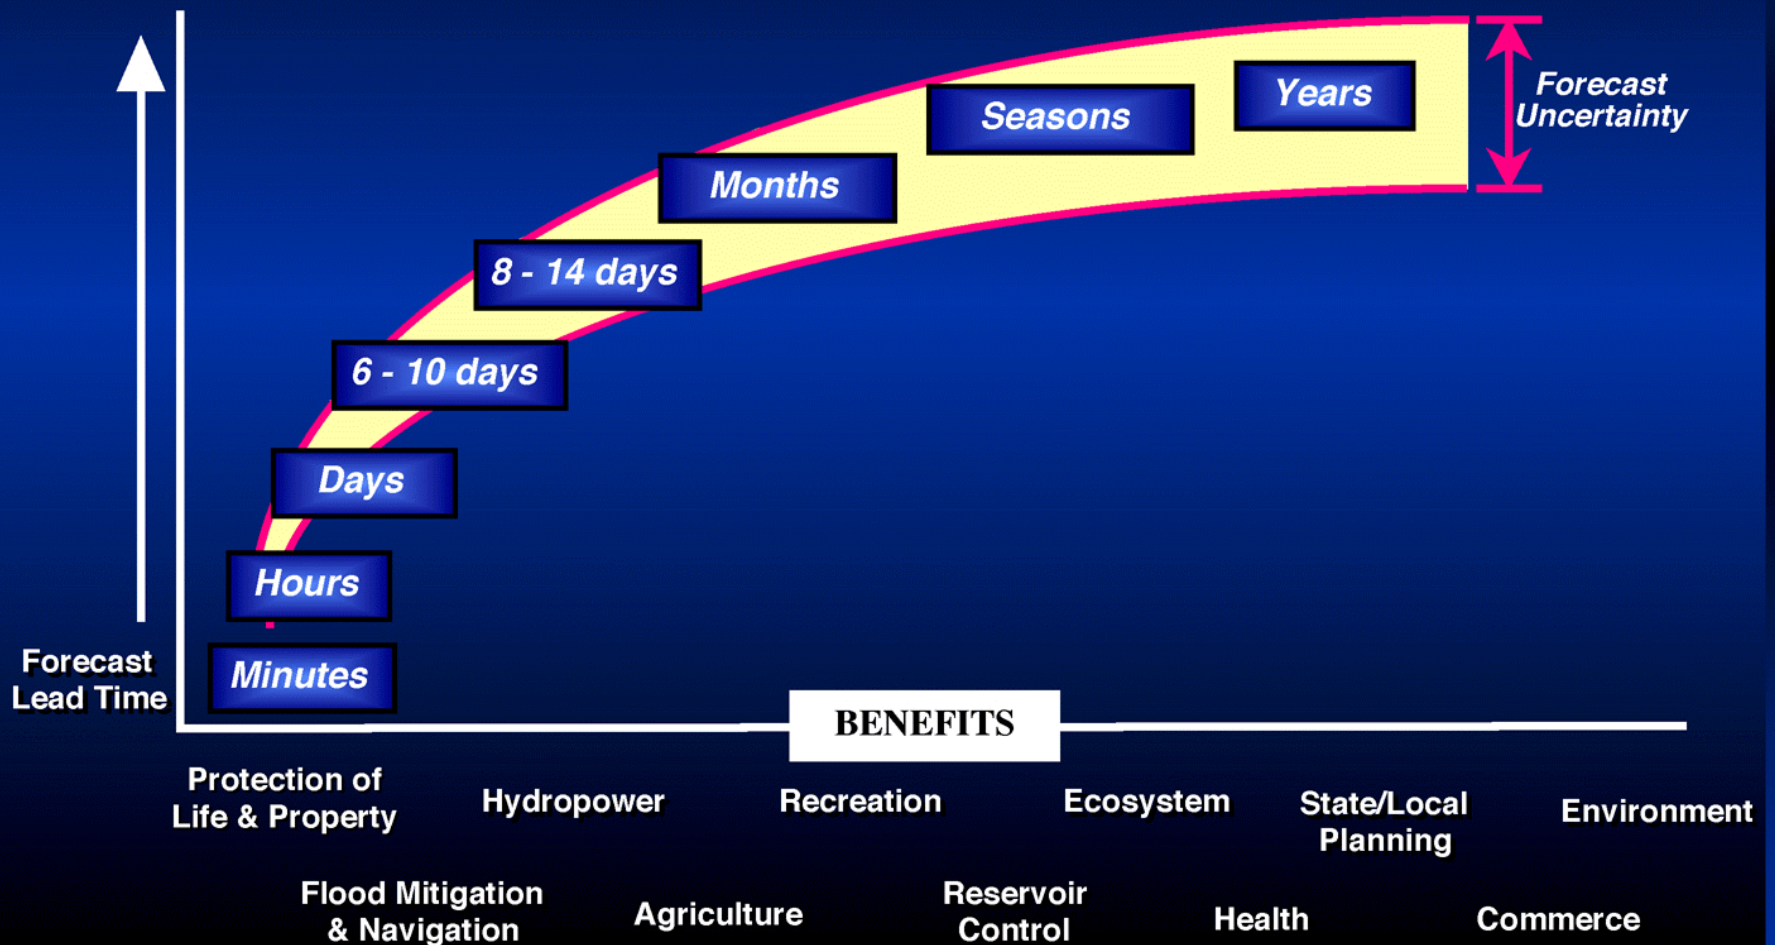 Years
Forecast
Uncertainty
Seasons
Months
8 - 14 days
6 - 10 days
Days
Hours
Minutes
Forecast
Lead Time
BENEFITS
Protection of
Life & Property
Hydropower
Recreation
Ecosystem
State/Local
Planning
Environment
Flood Mitigation
& Navigation
Agriculture
Reservoir
Control
Health
Commerce